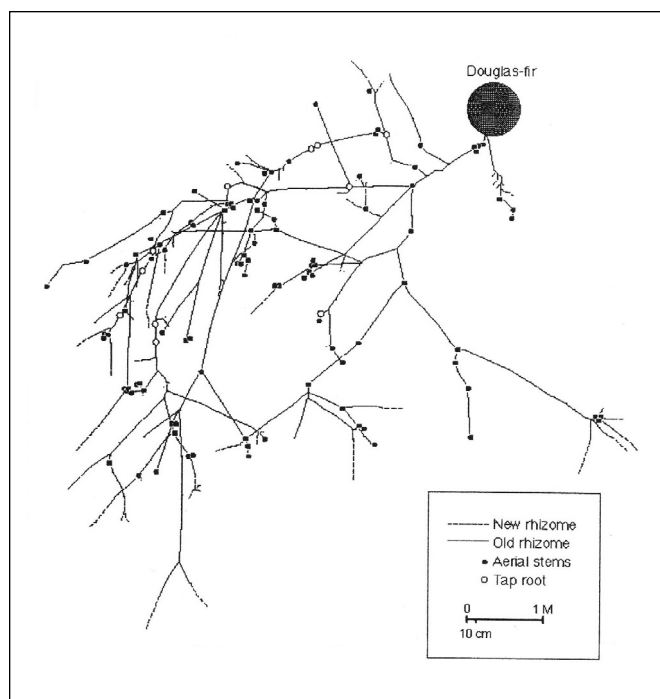 Douglas-fir
New rhizome
Old rhizome
Aerial stems
Tap root
0 1 M
10 cm